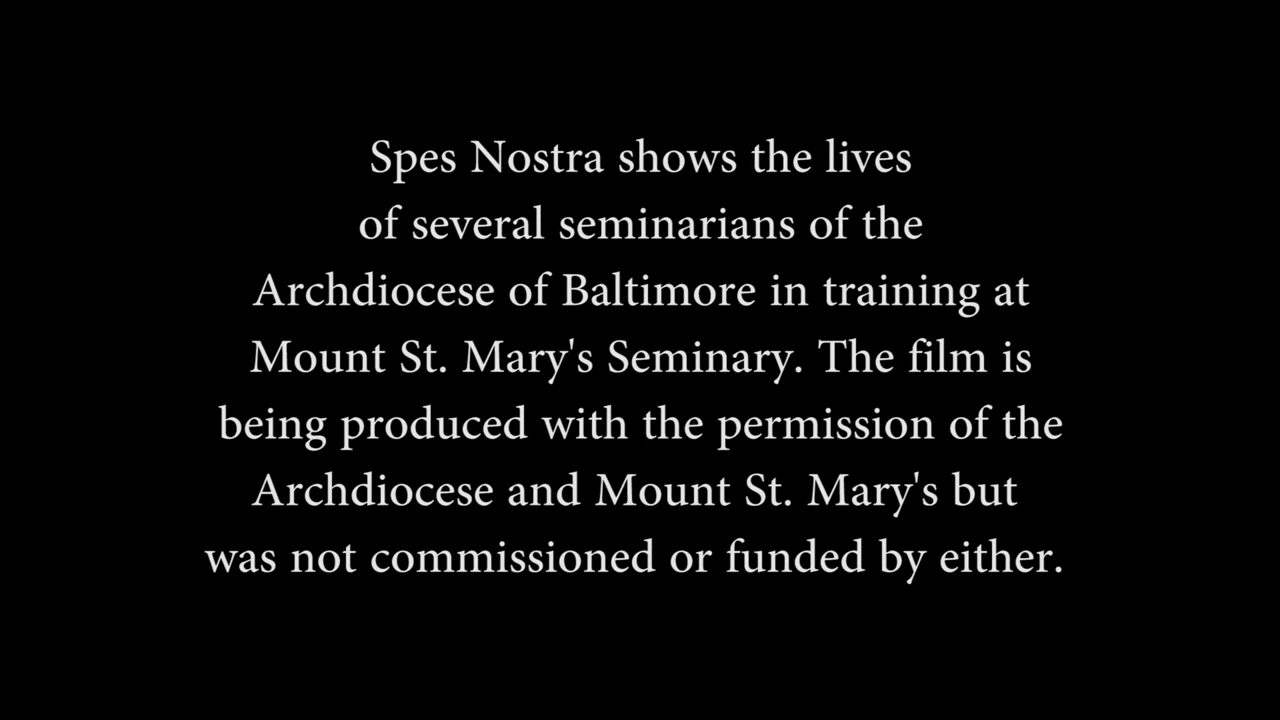 Spes Nostra shows the lives
of several seminarians of the
Archdiocese of Baltimore in training at
Mount St. Mary's Seminary. The film is
being produced with the permission of the
Archdiocese and Mount St. Mary's but
was not commissioned or funded by either.